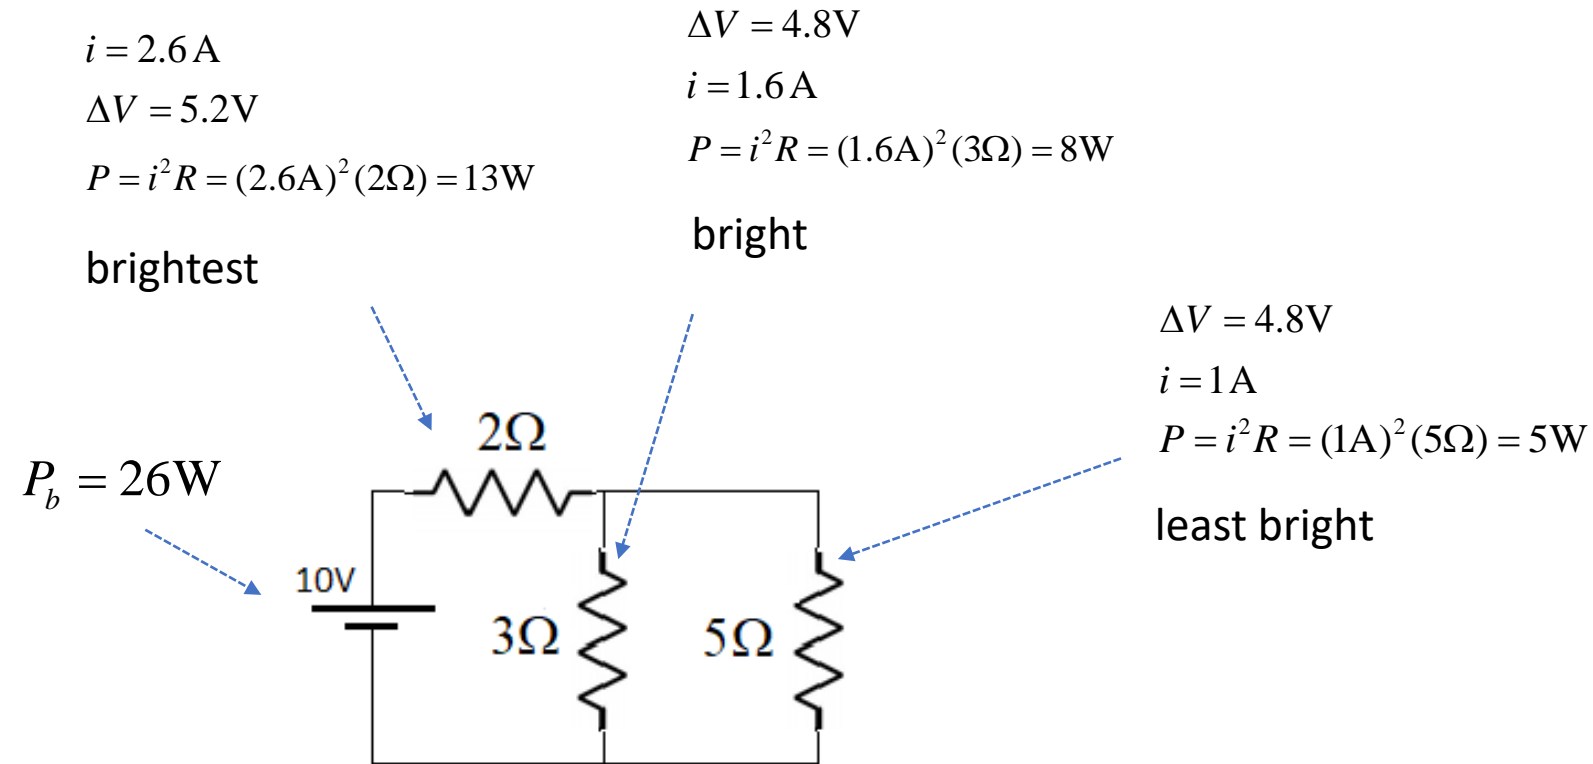 i = 2.6 A
ΔV = 5.2V
P = i²R = (2.6A)²(2Ω) = 13W
brightest
ΔV = 4.8V
i = 1.6 A
P = i²R = (1.6A)²(3Ω) = 8W
bright
ΔV = 4.8V
i = 1A
P = i²R = (1A)²(5Ω) = 5W
least bright
P_b = 26W
2Ω
10V
3Ω
5Ω